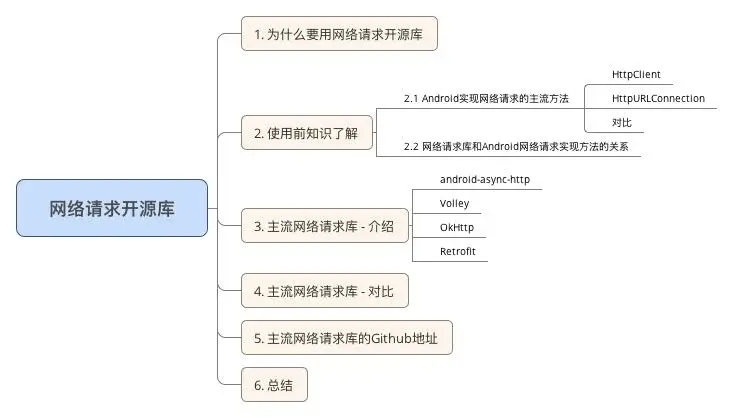 网络请求开源库
1. 为什么要用网络请求开源库
2. 使用前知识了解
2.1 Android实现网络请求的主流方法
HttpClient
HttpURLConnection
对比
2.2 网络请求库和Android网络请求实现方法的关系
3. 主流网络请求库 - 介绍
android-async-http
Volley
OkHttp
Retrofit
4. 主流网络请求库 - 对比
5. 主流网络请求库的Github地址
6. 总结